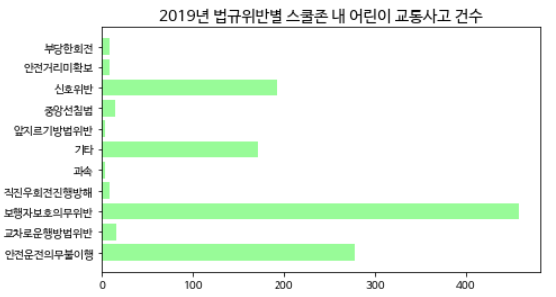 2019년 법규위반별 스쿨존 내 어린이 교통사고 건수
부당한회전
안전거리미확보
신호위반
중앙선침범
앞지르기방법위반
기타
과속
직진우회전진행방해
보행자보호의무위반
교차로운행방법위반
안전운전의무불이행
0 100 200 300 400